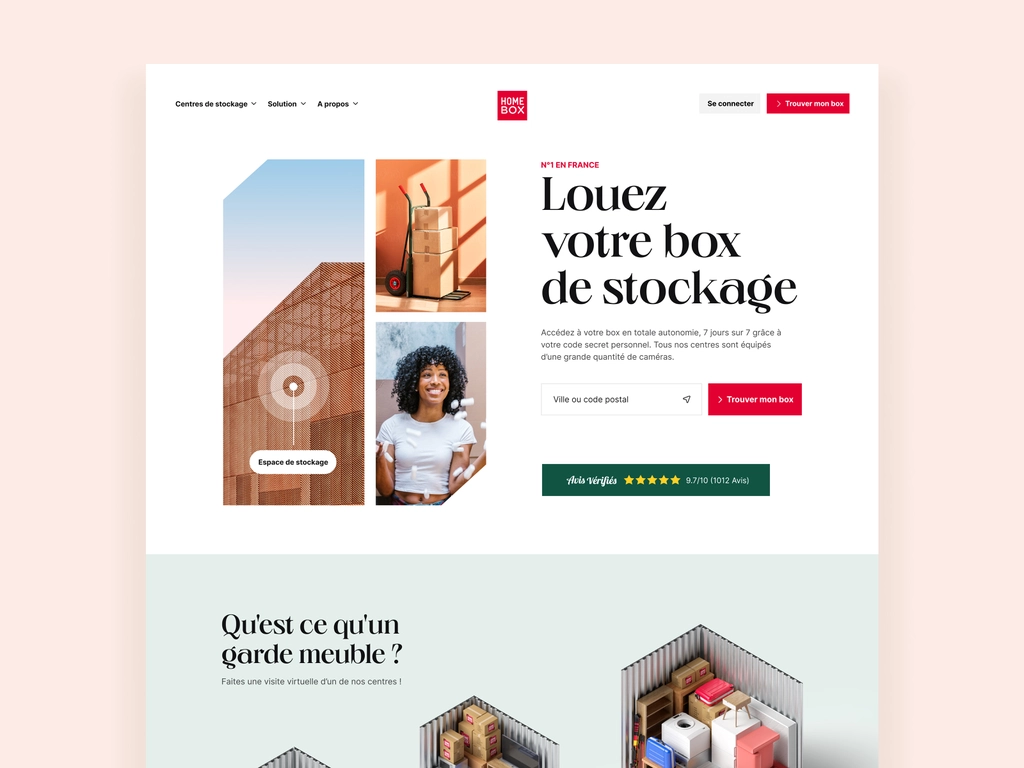 Centres de stockage
Solution
A propos
HOME
BOX
Se connecter
Trouver mon box
N°1 EN FRANCE
Louez
votre box
de stockage
Accédez à votre box en totale autonomie, 7 jours sur 7 grâce à
votre code secret personnel. Tous nos centres sont équipés
d'une grande quantité de caméras.
Ville ou code postal
Trouver mon box
Espace de stockage
Avis Vérifiés
9.7/10 (1012 Avis)
Qu'est ce qu'un
garde meuble ?
Faites une visite virtuelle d'un de nos centres !